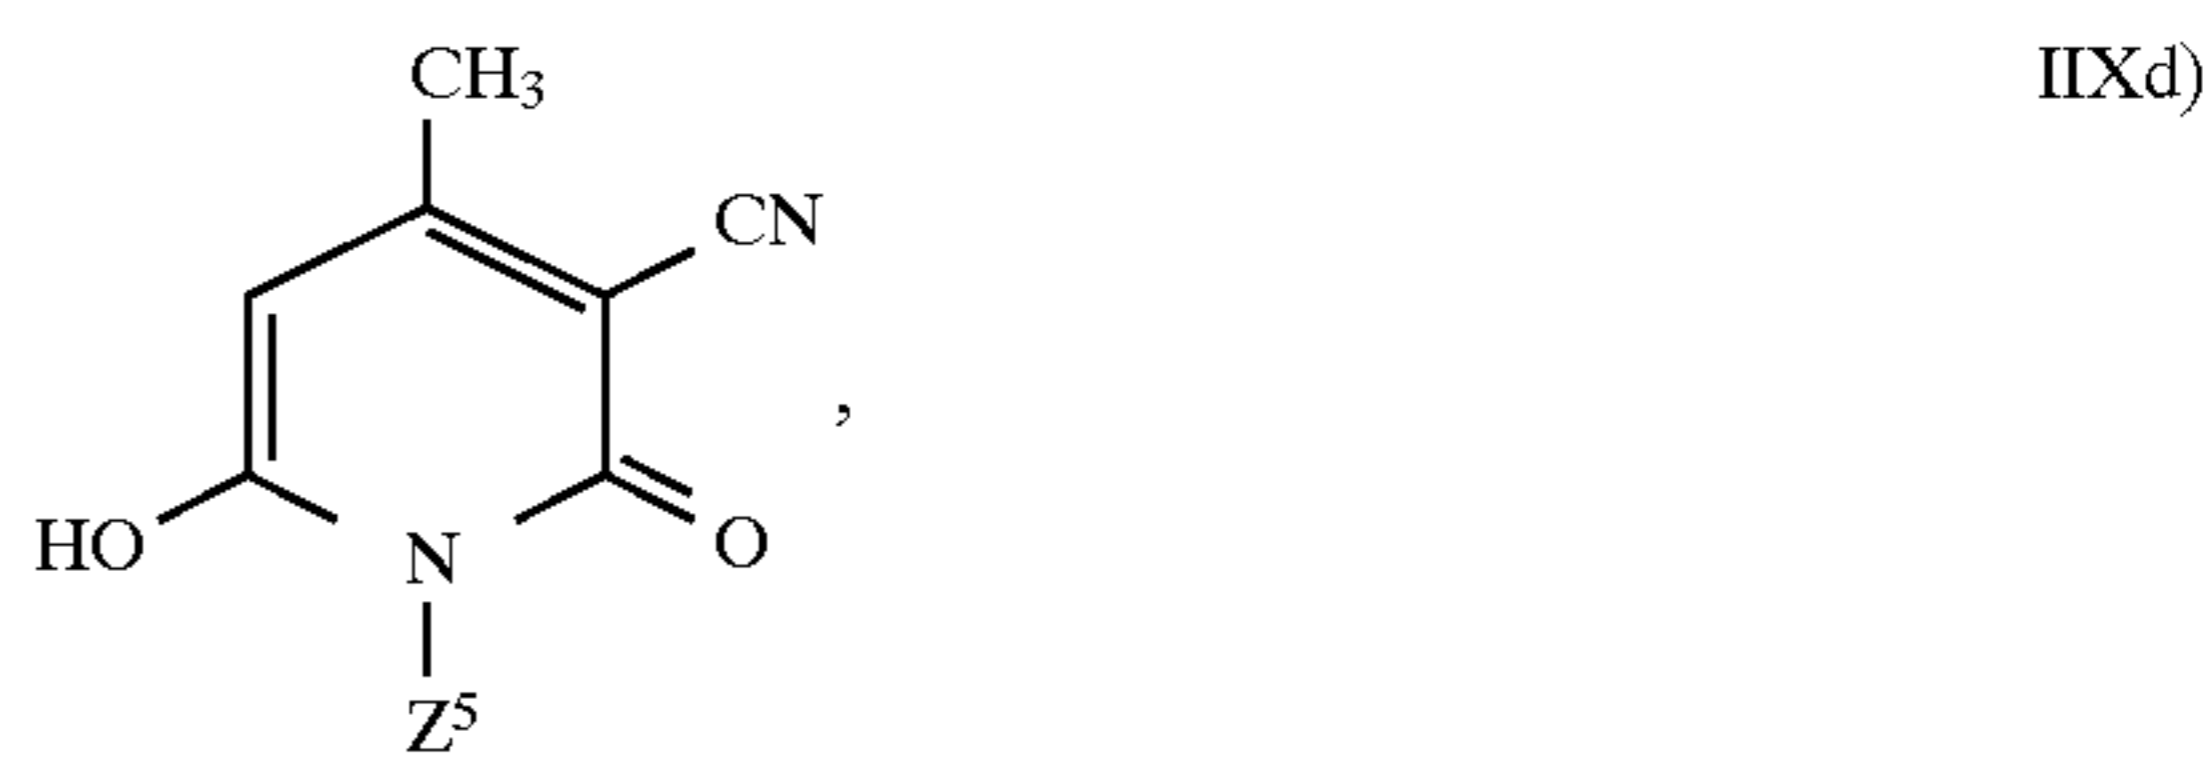 CH₃ IIXd)
CN
,
HO N O
Z⁵